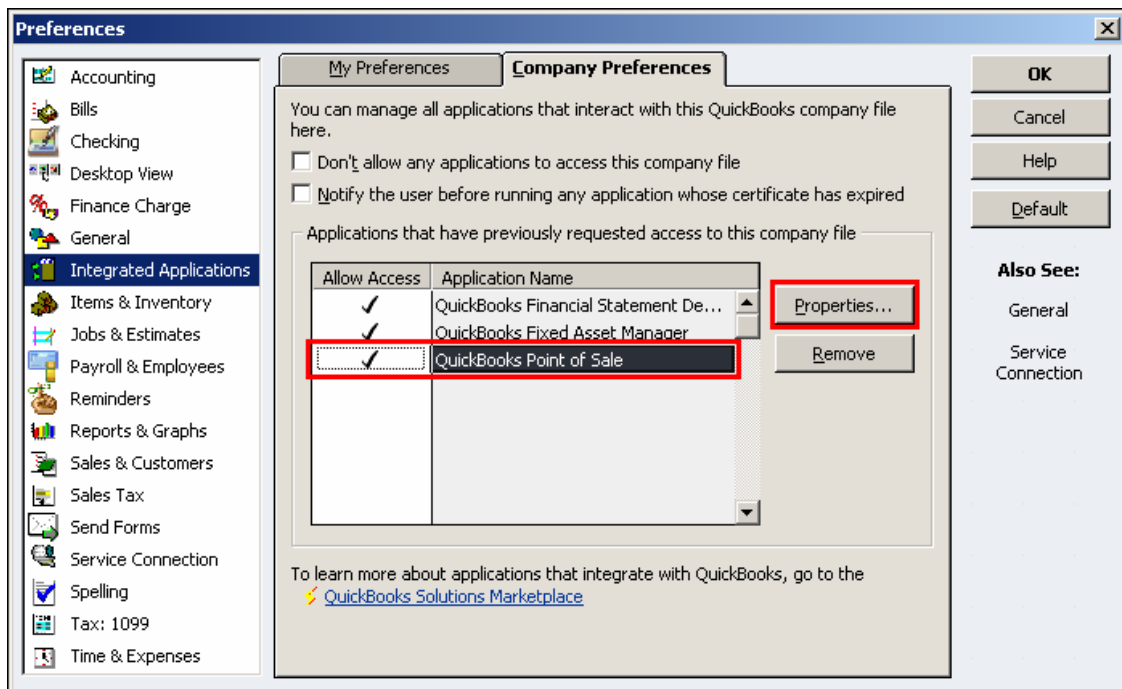 Preferences
Accounting
Bills
Checking
Desktop View
Finance Charge
General
Integrated Applications
Items & Inventory
Jobs & Estimates
Payroll & Employees
Reminders
Reports & Graphs
Sales & Customers
Sales Tax
Send Forms
Service Connection
Spelling
Tax: 1099
Time & Expenses
My Preferences
Company Preferences
You can manage all applications that interact with this QuickBooks company file
here.
Don't allow any applications to access this company file
Notify the user before running any application whose certificate has expired
Applications that have previously requested access to this company file
Allow Access Application Name
QuickBooks Financial Statement De...
QuickBooks Fixed Asset Manager
QuickBooks Point of Sale
Properties...
Remove
To learn more about applications that integrate with QuickBooks, go to the
QuickBooks Solutions Marketplace
OK
Cancel
Help
Default
Also See:
General
Service
Connection